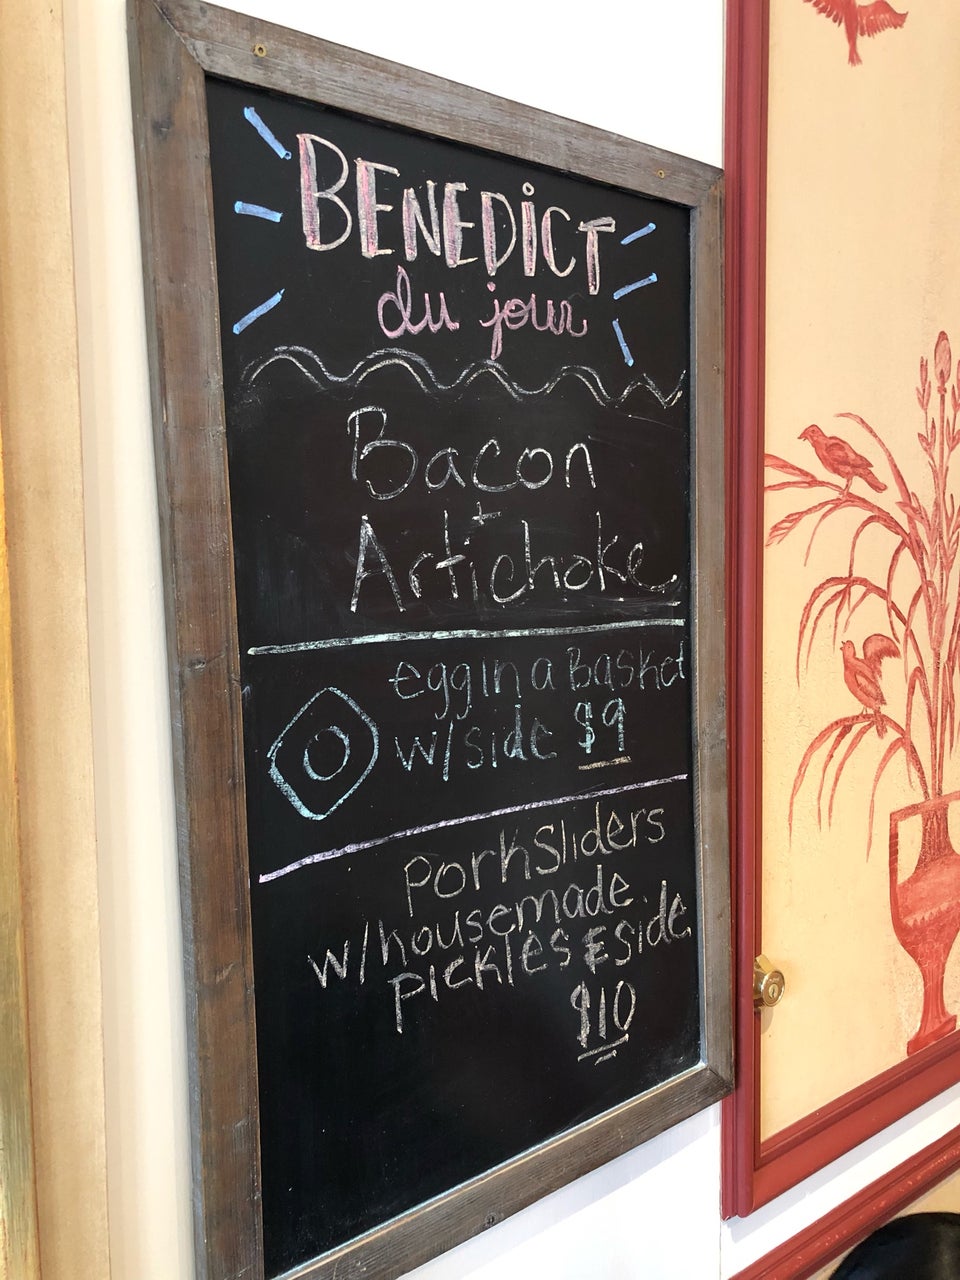 BENEDICT
du jour
Bacon
+
Artichoke
egg in a Basket
w/side $9
Pork Sliders
w/housemade
pickles & side
$10